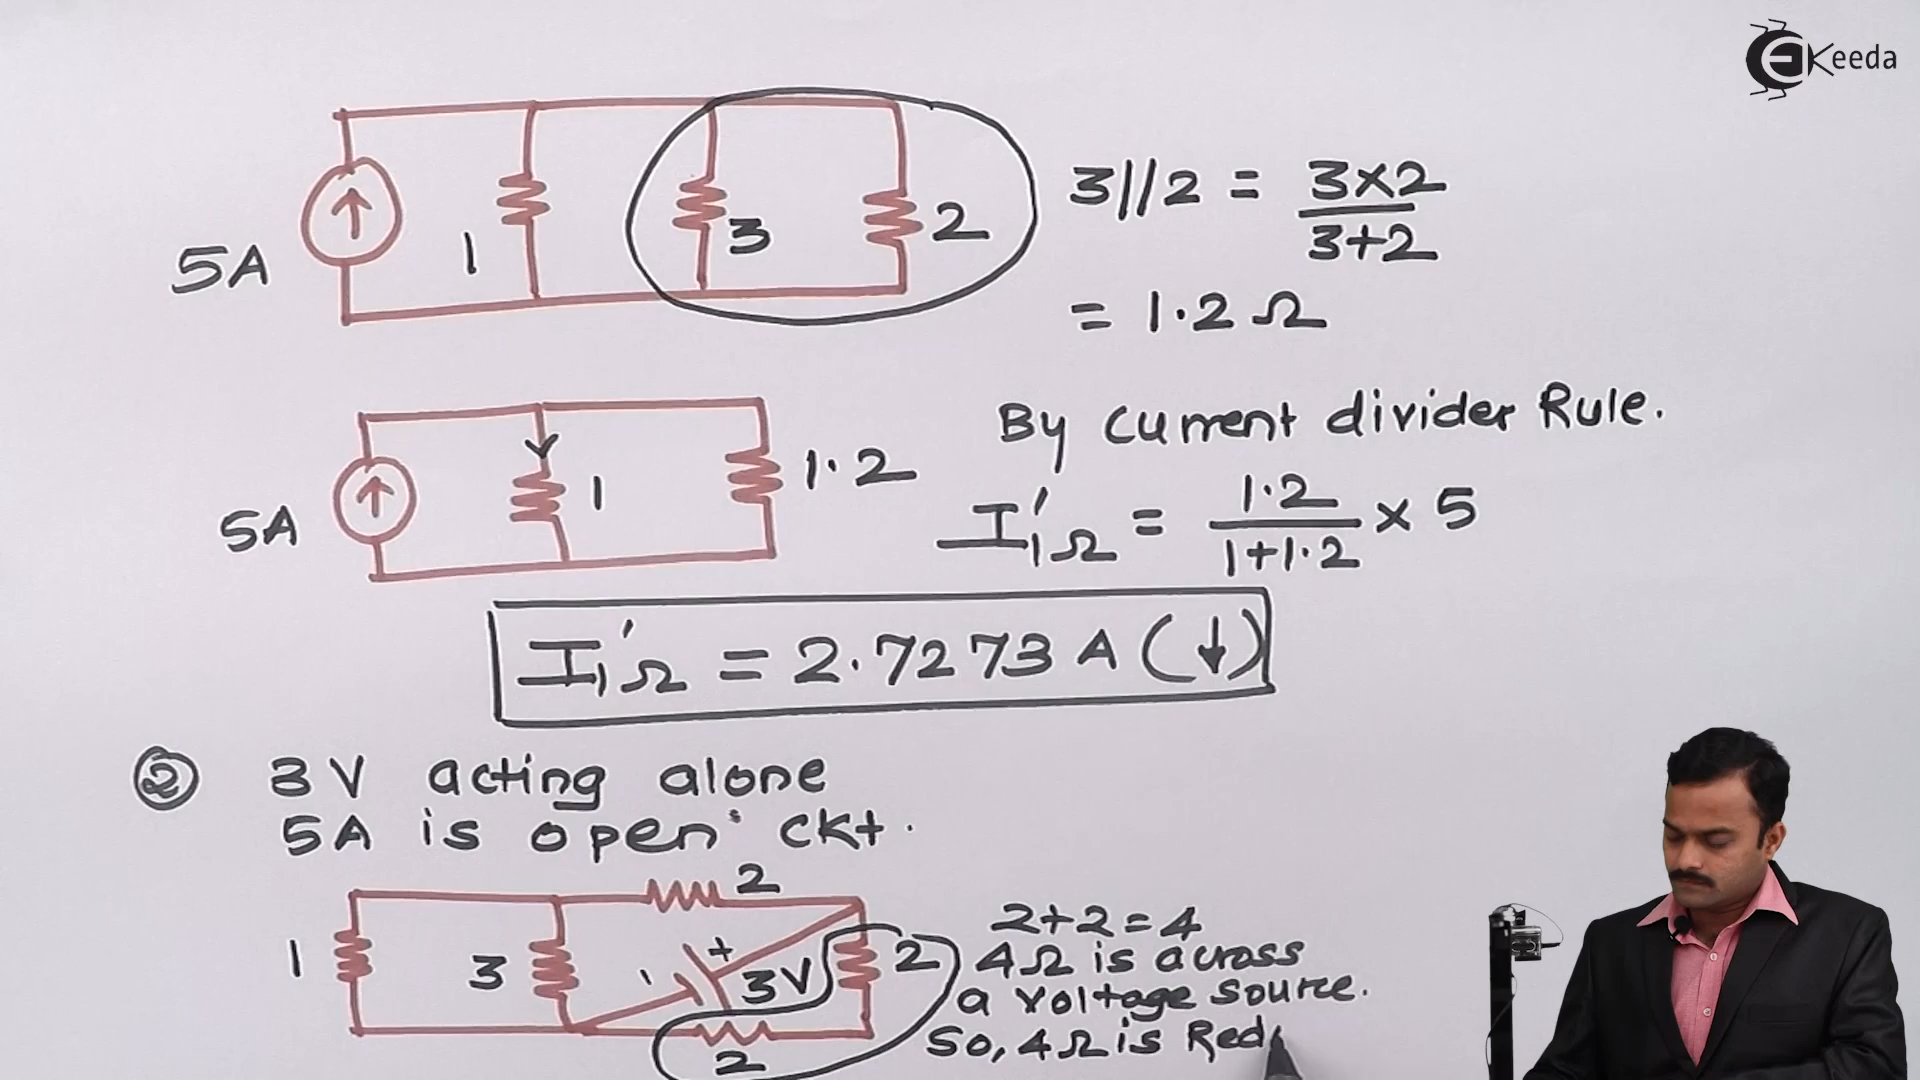 EKeeda
5A
1
3
2
3//2 = 3×2
3+2
= 1.2 Ω
5A
1
1.2
By current divider Rule.
I'1Ω = 1.2 × 5
1+1.2
I'1Ω = 2.7273 A (↓)
② 3V acting alone
5A is open ckt.
1
3
2
+
-
3V
2
2
2+2=4
4Ω is across
a voltage source.
So, 4Ω is Red